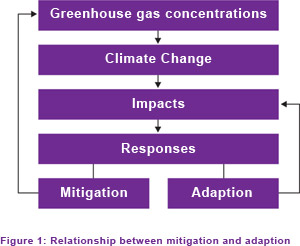 Greenhouse gas concentrations
Climate Change
Impacts
Responses
Mitigation
Adaption
Figure 1: Relationship between mitigation and adaption